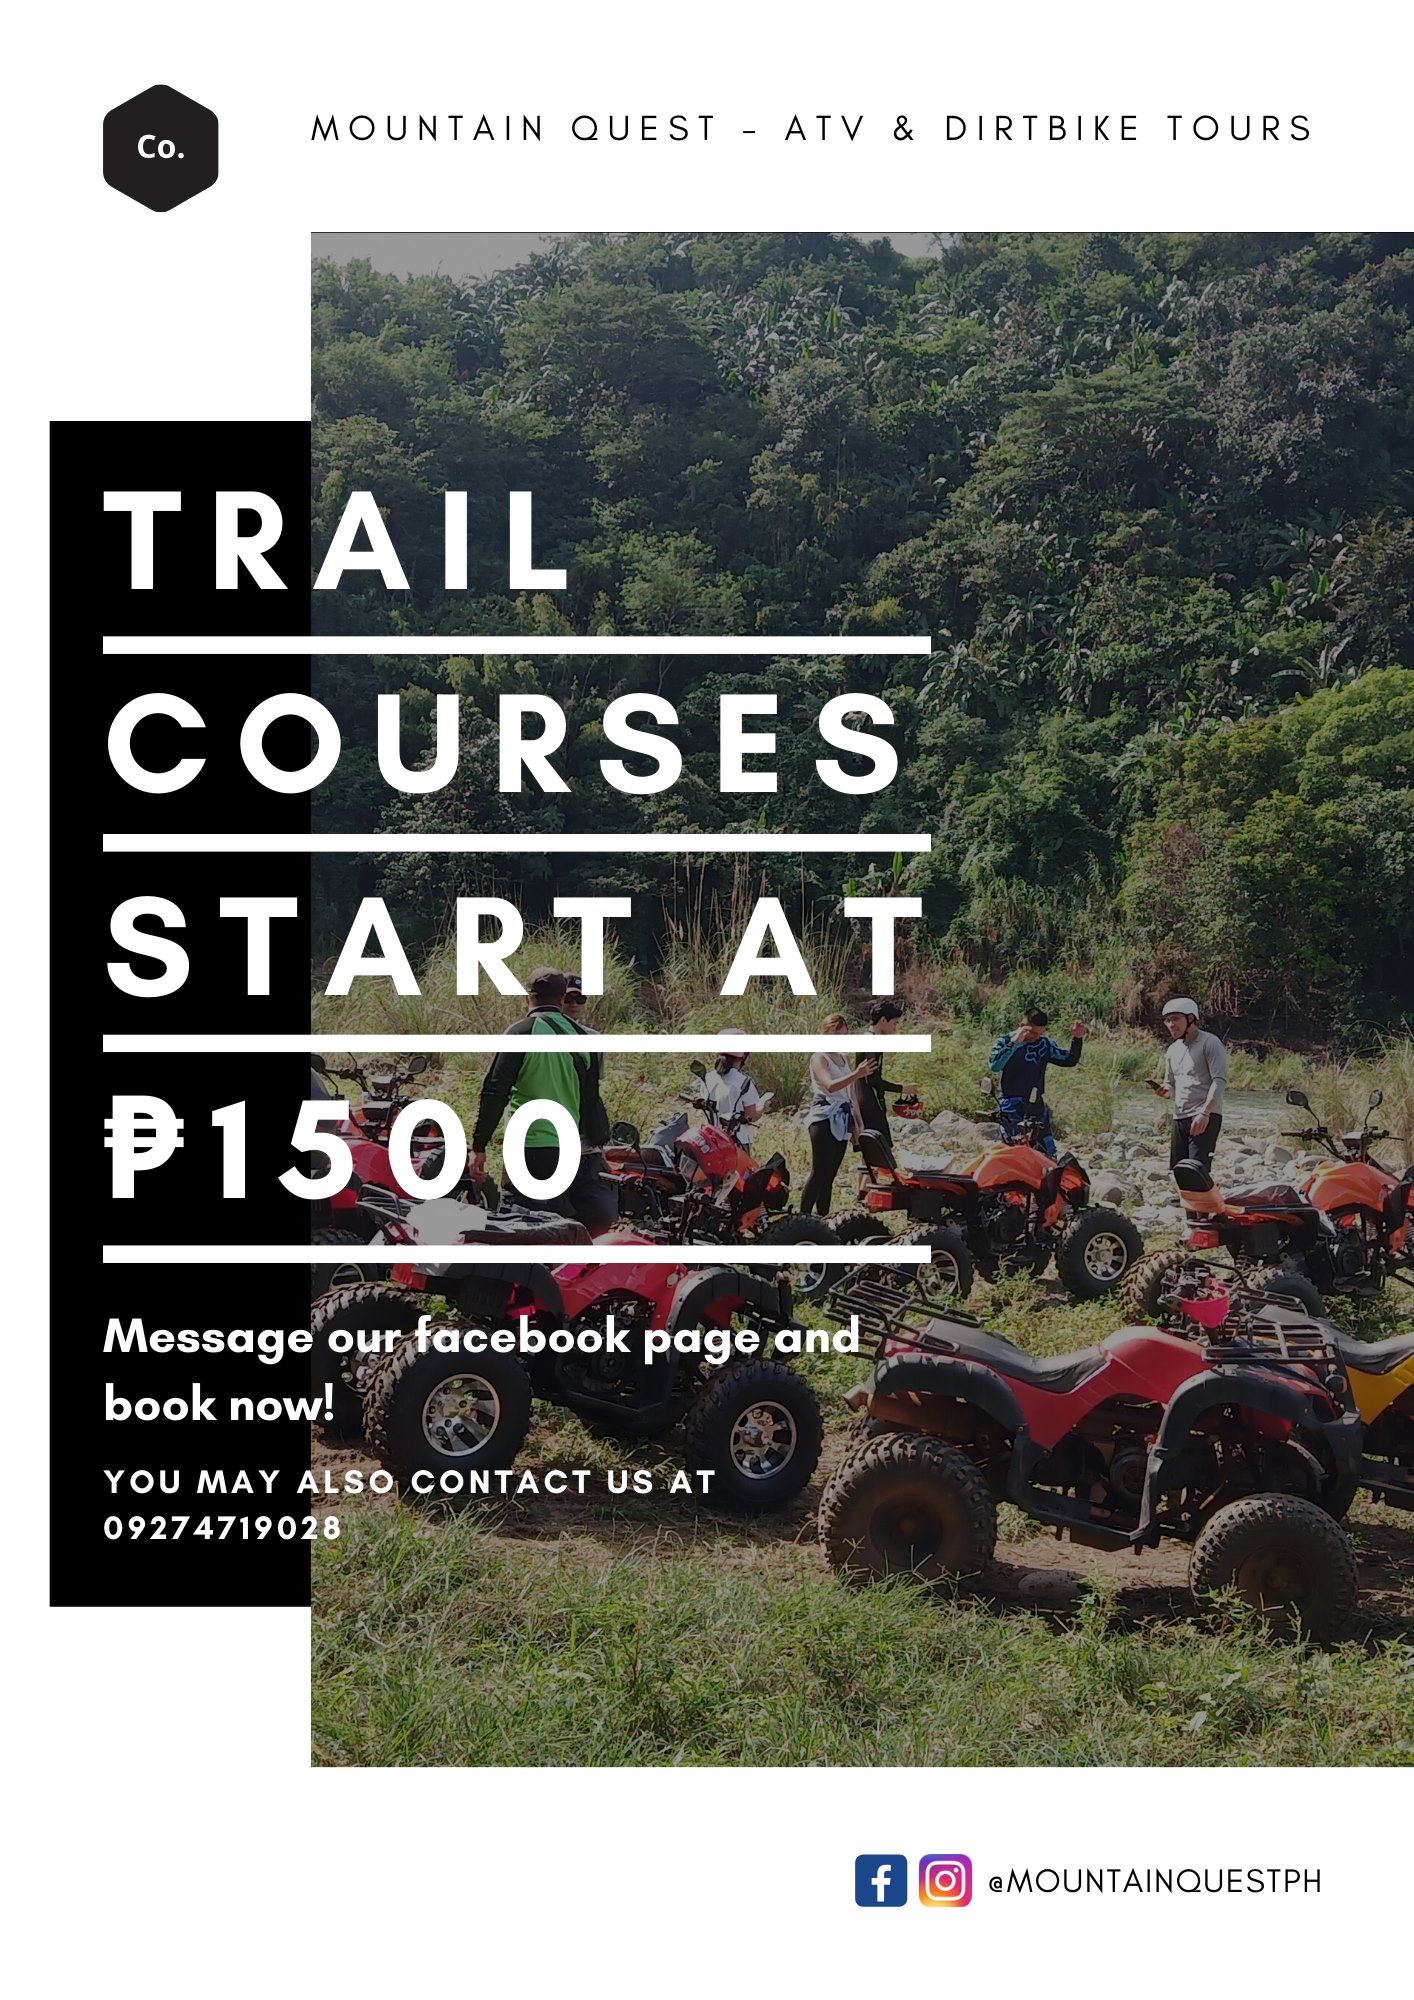 Co.
MOUNTAIN QUEST - ATV & DIRTBIKE TOURS
TRAIL
COURSES
START AT
₱1500
Message our facebook page and
book now!
YOU MAY ALSO CONTACT US AT
09274719028
@MOUNTAINQUESTPH